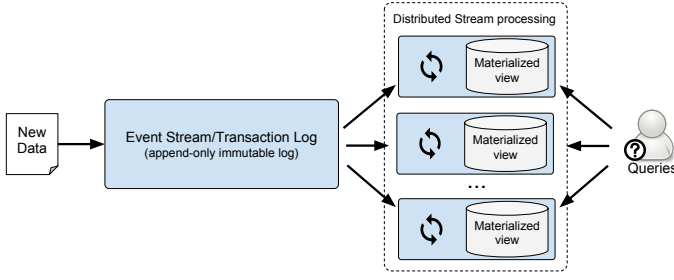 Distributed Stream processing
Materialized
view
New
Data
Event Stream/Transaction Log
(append-only immutable log)
Materialized
view
?
Queries
...
Materialized
view